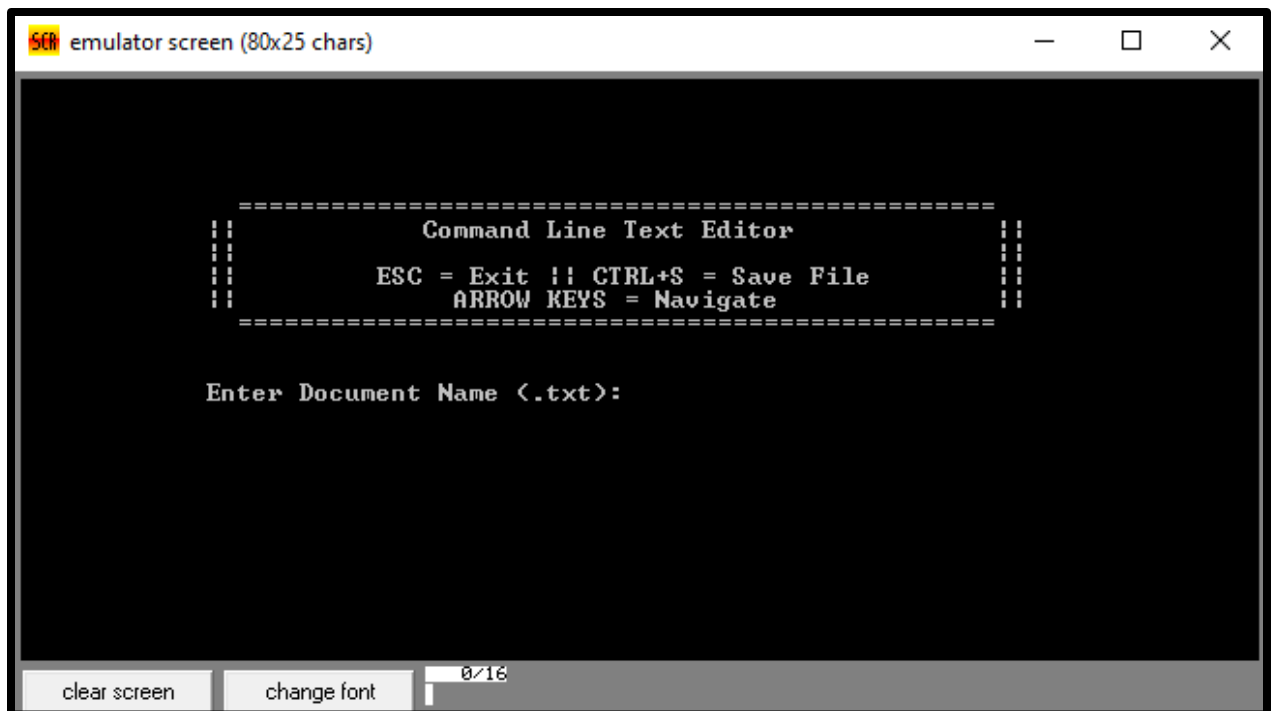 SCR emulator screen (80x25 chars)
=================================================
|| Command Line Text Editor ||
|| ||
|| ESC = Exit || CTRL+S = Save File ||
|| ARROW KEYS = Navigate ||
=================================================
Enter Document Name (.txt):
clear screen change font 0/16